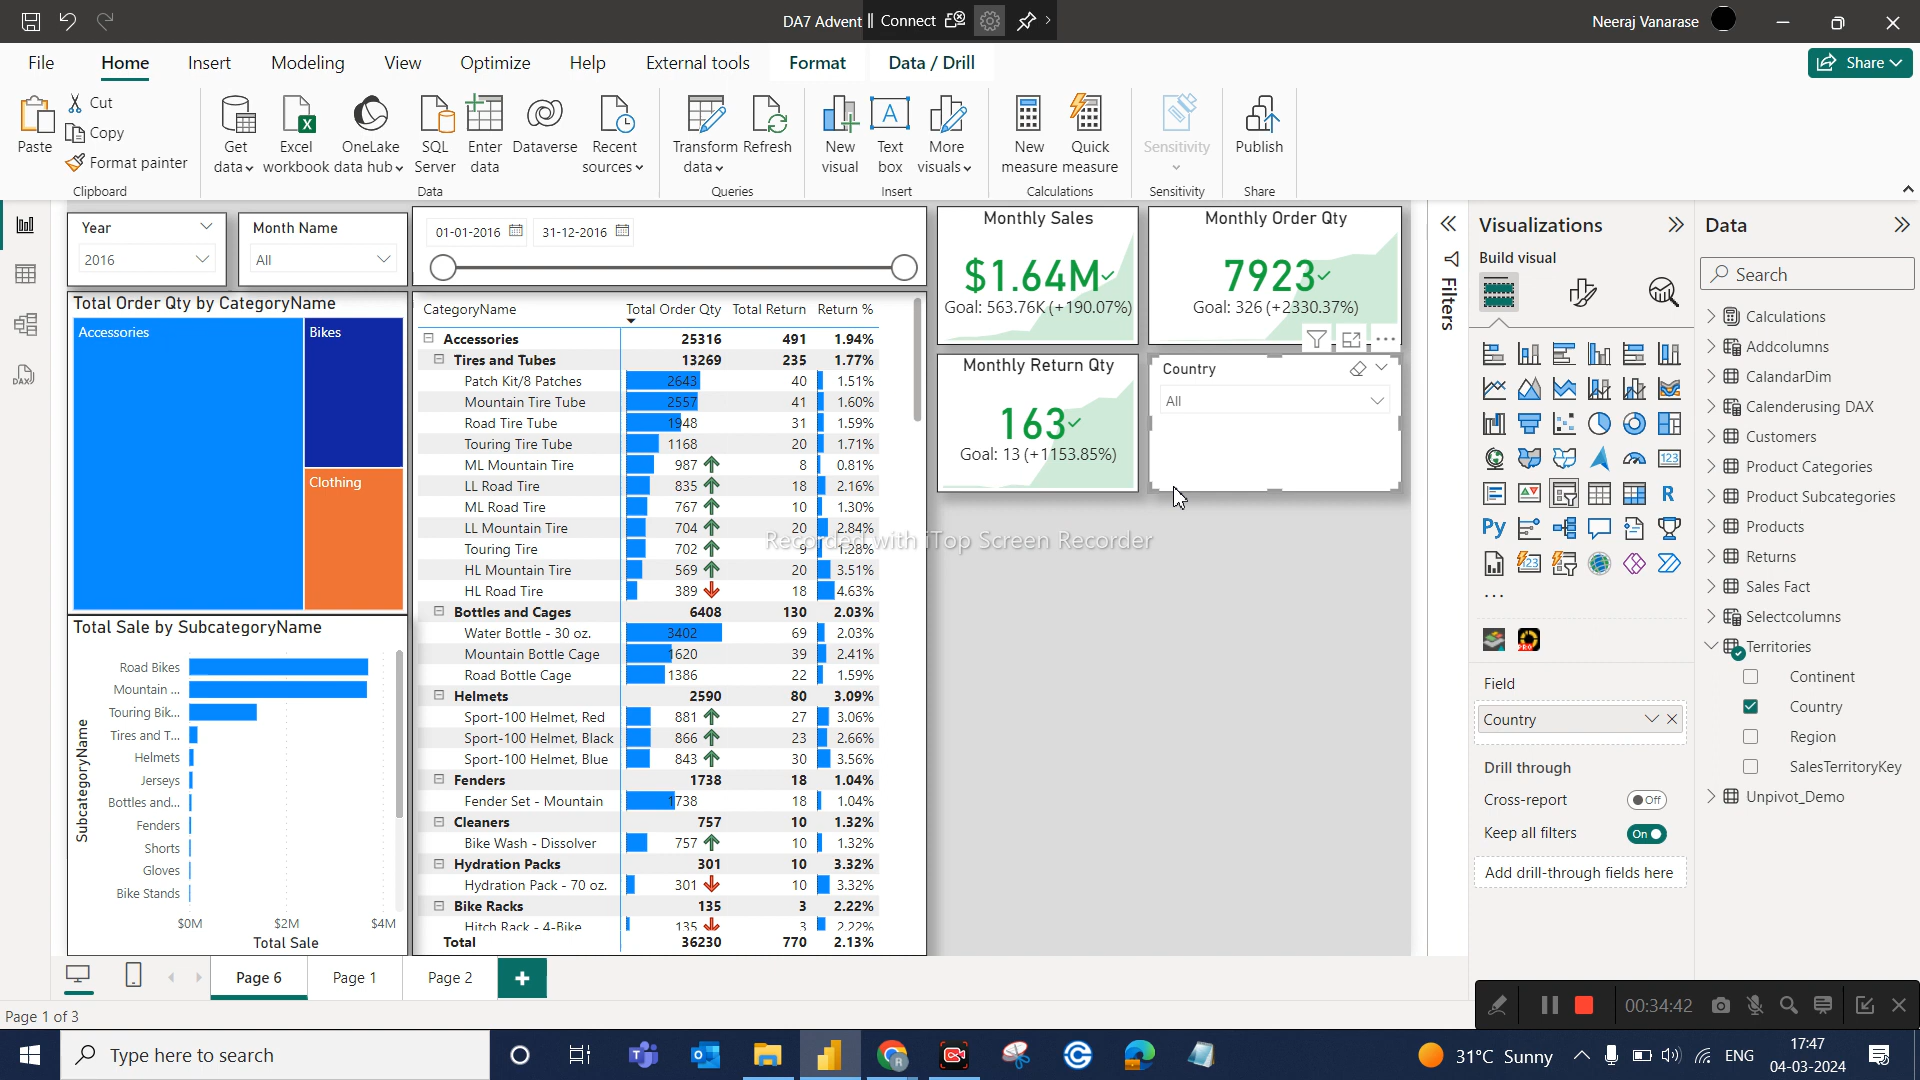 DA7 Advent
Connect
Neeraj Vanarase
File Home Insert Modeling View Optimize Help External tools Format Data / Drill
Share
Paste
Cut
Copy
Format painter
Clipboard
Get data
Excel workbook
OneLake data hub
SQL Server
Enter data
Dataverse
Recent sources
Data
Transform data
Refresh
Queries
New visual
Text box
More visuals
Insert
New measure
Quick measure
Calculations
Sensitivity
Sensitivity
Publish
Share
Year
2016
Month Name
All
01-01-2016
31-12-2016
Monthly Sales
$1.64M
Goal: 563.76K (+190.07%)
Monthly Order Qty
7923
Goal: 326 (+2330.37%)
Monthly Return Qty
163
Goal: 13 (+1153.85%)
Country
All
Total Order Qty by CategoryName
Accessories
Bikes
Clothing
Total Sale by SubcategoryName
SubcategoryName
Road Bikes
Mountain ...
Touring Bik...
Tires and T...
Helmets
Jerseys
Bottles and...
Fenders
Shorts
Gloves
Bike Stands
$0M $2M $4M
Total Sale
CategoryName Total Order Qty Total Return Return %
Accessories 25316 491 1.94%
Tires and Tubes 13269 235 1.77%
Patch Kit/8 Patches 2643 40 1.51%
Mountain Tire Tube 2557 41 1.60%
Road Tire Tube 1948 31 1.59%
Touring Tire Tube 1168 20 1.71%
ML Mountain Tire 987 8 0.81%
LL Road Tire 835 18 2.16%
ML Road Tire 767 10 1.30%
LL Mountain Tire 704 20 2.84%
Touring Tire 702 9 1.28%
HL Mountain Tire 569 20 3.51%
HL Road Tire 389 18 4.63%
Bottles and Cages 6408 130 2.03%
Water Bottle - 30 oz. 3402 69 2.03%
Mountain Bottle Cage 1620 39 2.41%
Road Bottle Cage 1386 22 1.59%
Helmets 2590 80 3.09%
Sport-100 Helmet, Red 881 27 3.06%
Sport-100 Helmet, Black 866 23 2.66%
Sport-100 Helmet, Blue 843 30 3.56%
Fenders 1738 18 1.04%
Fender Set - Mountain 1738 18 1.04%
Cleaners 757 10 1.32%
Bike Wash - Dissolver 757 10 1.32%
Hydration Packs 301 10 3.32%
Hydration Pack - 70 oz. 301 10 3.32%
Bike Racks 135 3 2.22%
Hitch Rack - 4-Bike 135 3 2.22%
Total 36230 770 2.13%
Recorded with iTop Screen Recorder
Filters
Visualizations
Build visual
123
R
Py
123
PRO
...
Field
Country
Drill through
Cross-report
Off
Keep all filters
On
Add drill-through fields here
Data
Search
Calculations
Addcolumns
CalandarDim
Calenderusing DAX
Customers
Product Categories
Product Subcategories
Products
Returns
Sales Fact
Selectcolumns
Territories
Continent
Country
Region
SalesTerritoryKey
Unpivot_Demo
Page 6 Page 1 Page 2
Page 1 of 3
00:34:42
Type here to search
31°C Sunny
ENG
17:47
04-03-2024